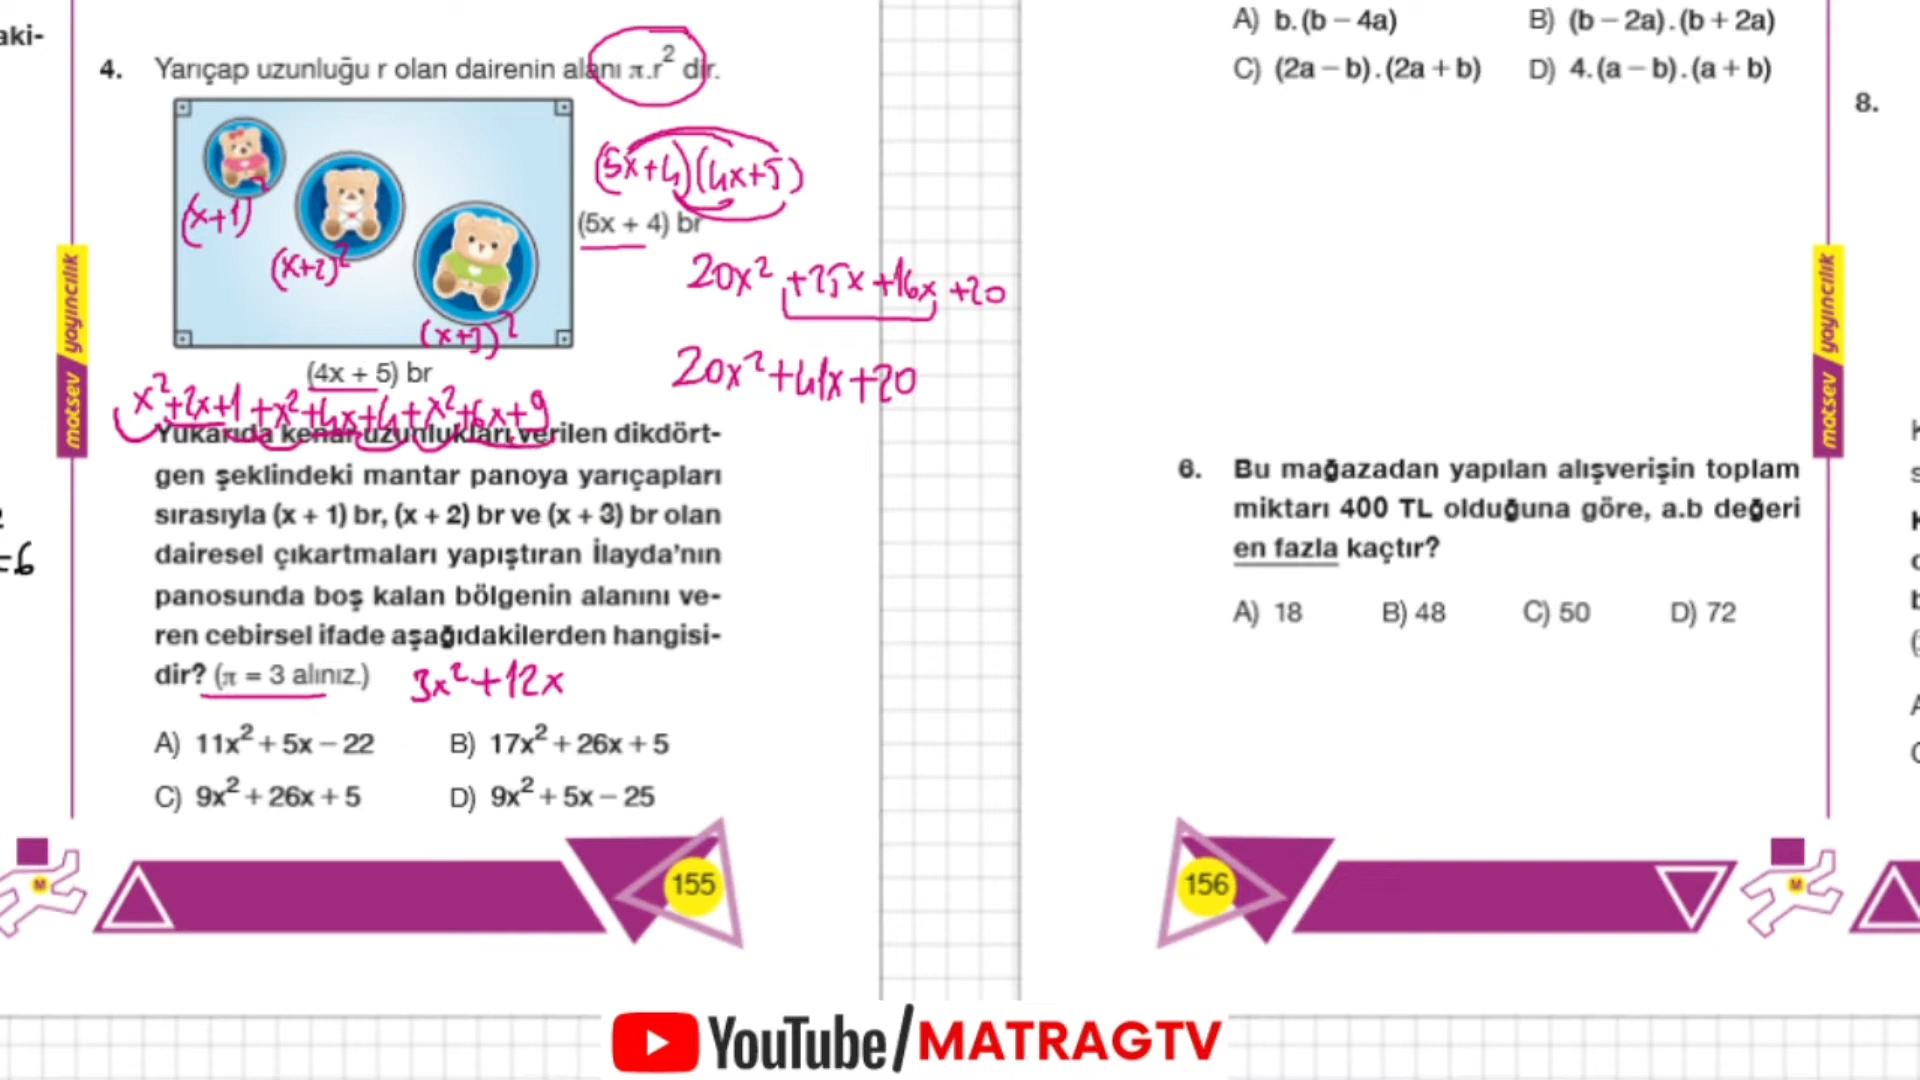 aki-
4. Yarıçap uzunluğu r olan dairenin alanı π.r² dir.
(x+1)²
(x+2)²
(x+3)²
(5x+4)(4x+5)
(5x + 4) br
20x² +25x+16x +20
20x²+41x+20
(4x + 5) br
x²+2x+1+x²+4x+4+x²+6x+9
Yukarıda kenar uzunlukları verilen dikdört-
gen şeklindeki mantar panoya yarıçapları
sırasıyla (x + 1) br, (x + 2) br ve (x + 3) br olan
dairesel çıkartmaları yapıştıran İlayda'nın
panosunda boş kalan bölgenin alanını ve-
ren cebirsel ifade aşağıdakilerden hangisi-
dir? (π = 3 alınız.)
3x²+12x
A) 11x² + 5x – 22 B) 17x² + 26x + 5
C) 9x² + 26x + 5 D) 9x² + 5x – 25
=6
matsev yayıncılık
155
A) b.(b – 4a) B) (b – 2a).(b + 2a)
C) (2a – b).(2a + b) D) 4.(a – b).(a + b)
6. Bu mağazadan yapılan alışverişin toplam
miktarı 400 TL olduğuna göre, a.b değeri
en fazla kaçtır?
A) 18 B) 48 C) 50 D) 72
matsev yayıncılık
156
8.
M
M
YouTube/MATRAGTV